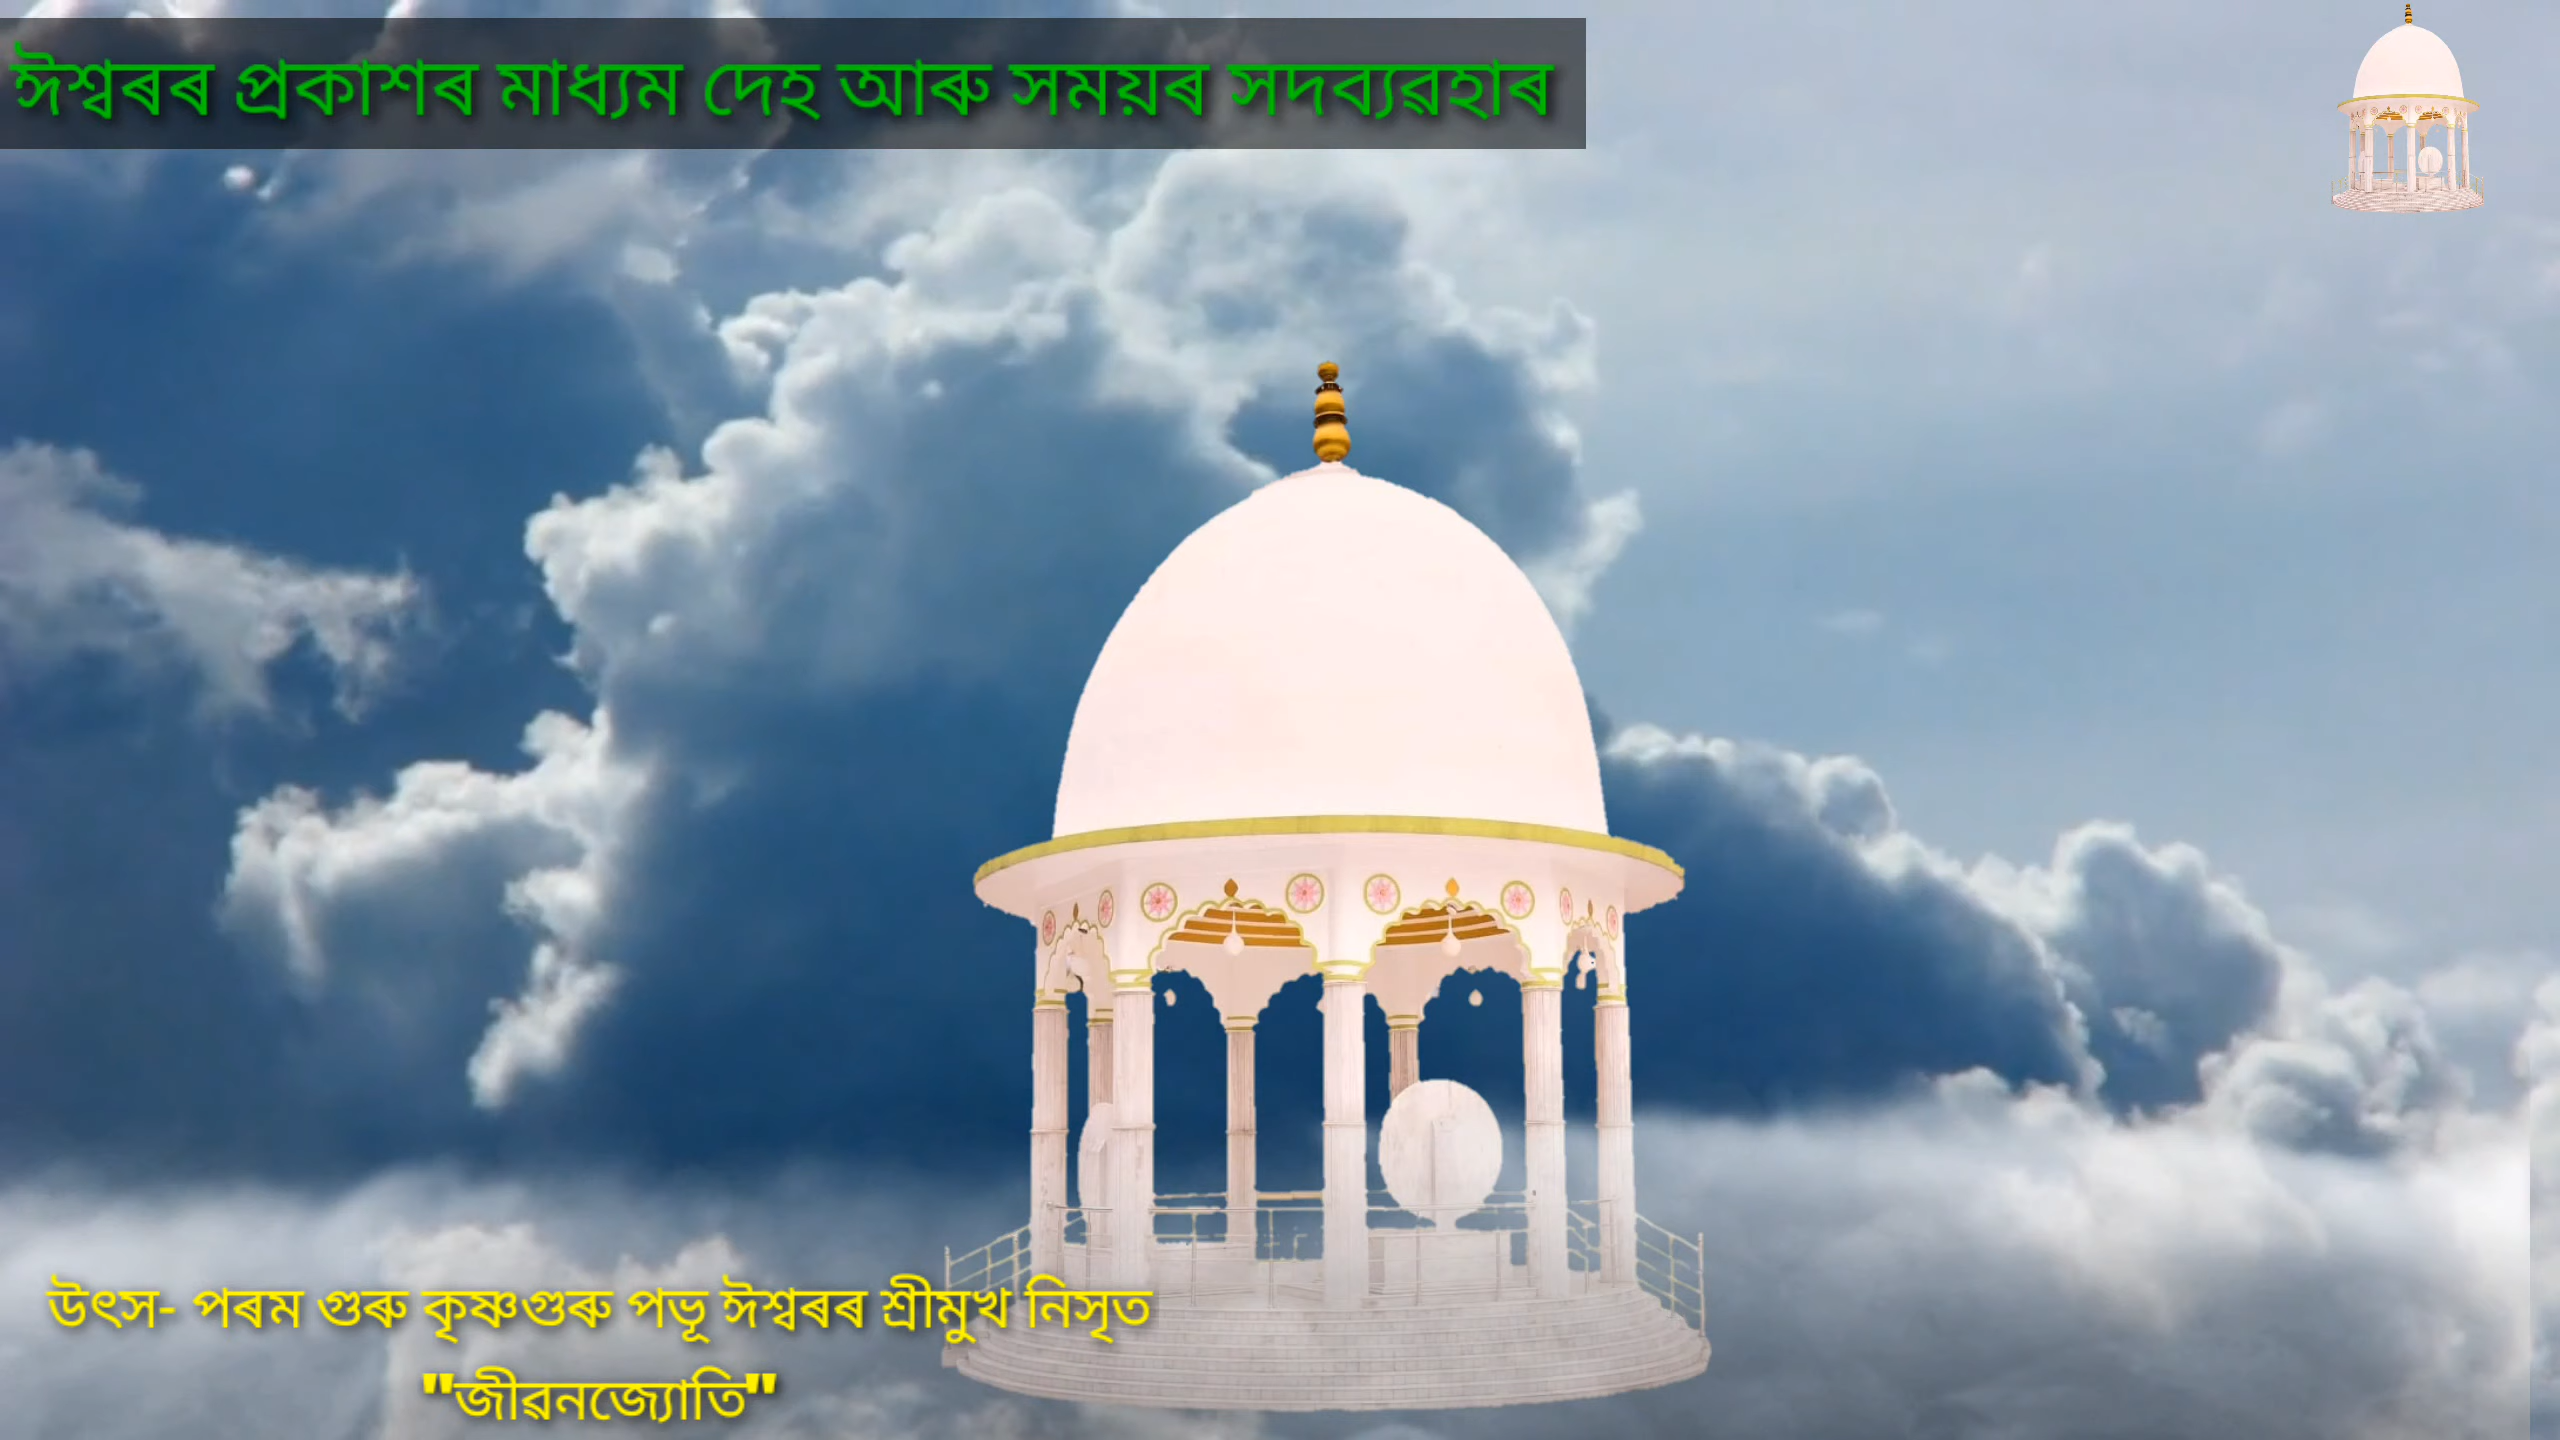 ঈশ্বৰৰ প্ৰকাশৰ মাধ্যম দেহ আৰু সময়ৰ সদব্যৱহাৰ
উৎস- পৰম গুৰু কৃষ্ণগুৰু পভূ ঈশ্বৰৰ শ্ৰীমুখ নিসৃত
"জীৱনজ্যোতি"